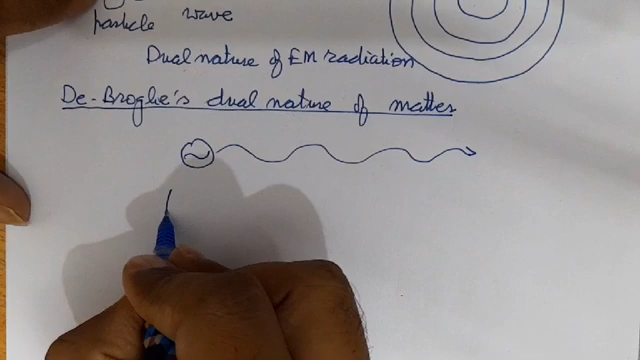 particle wave
Dual nature of EM radiation
De-Broglie's dual nature of matter